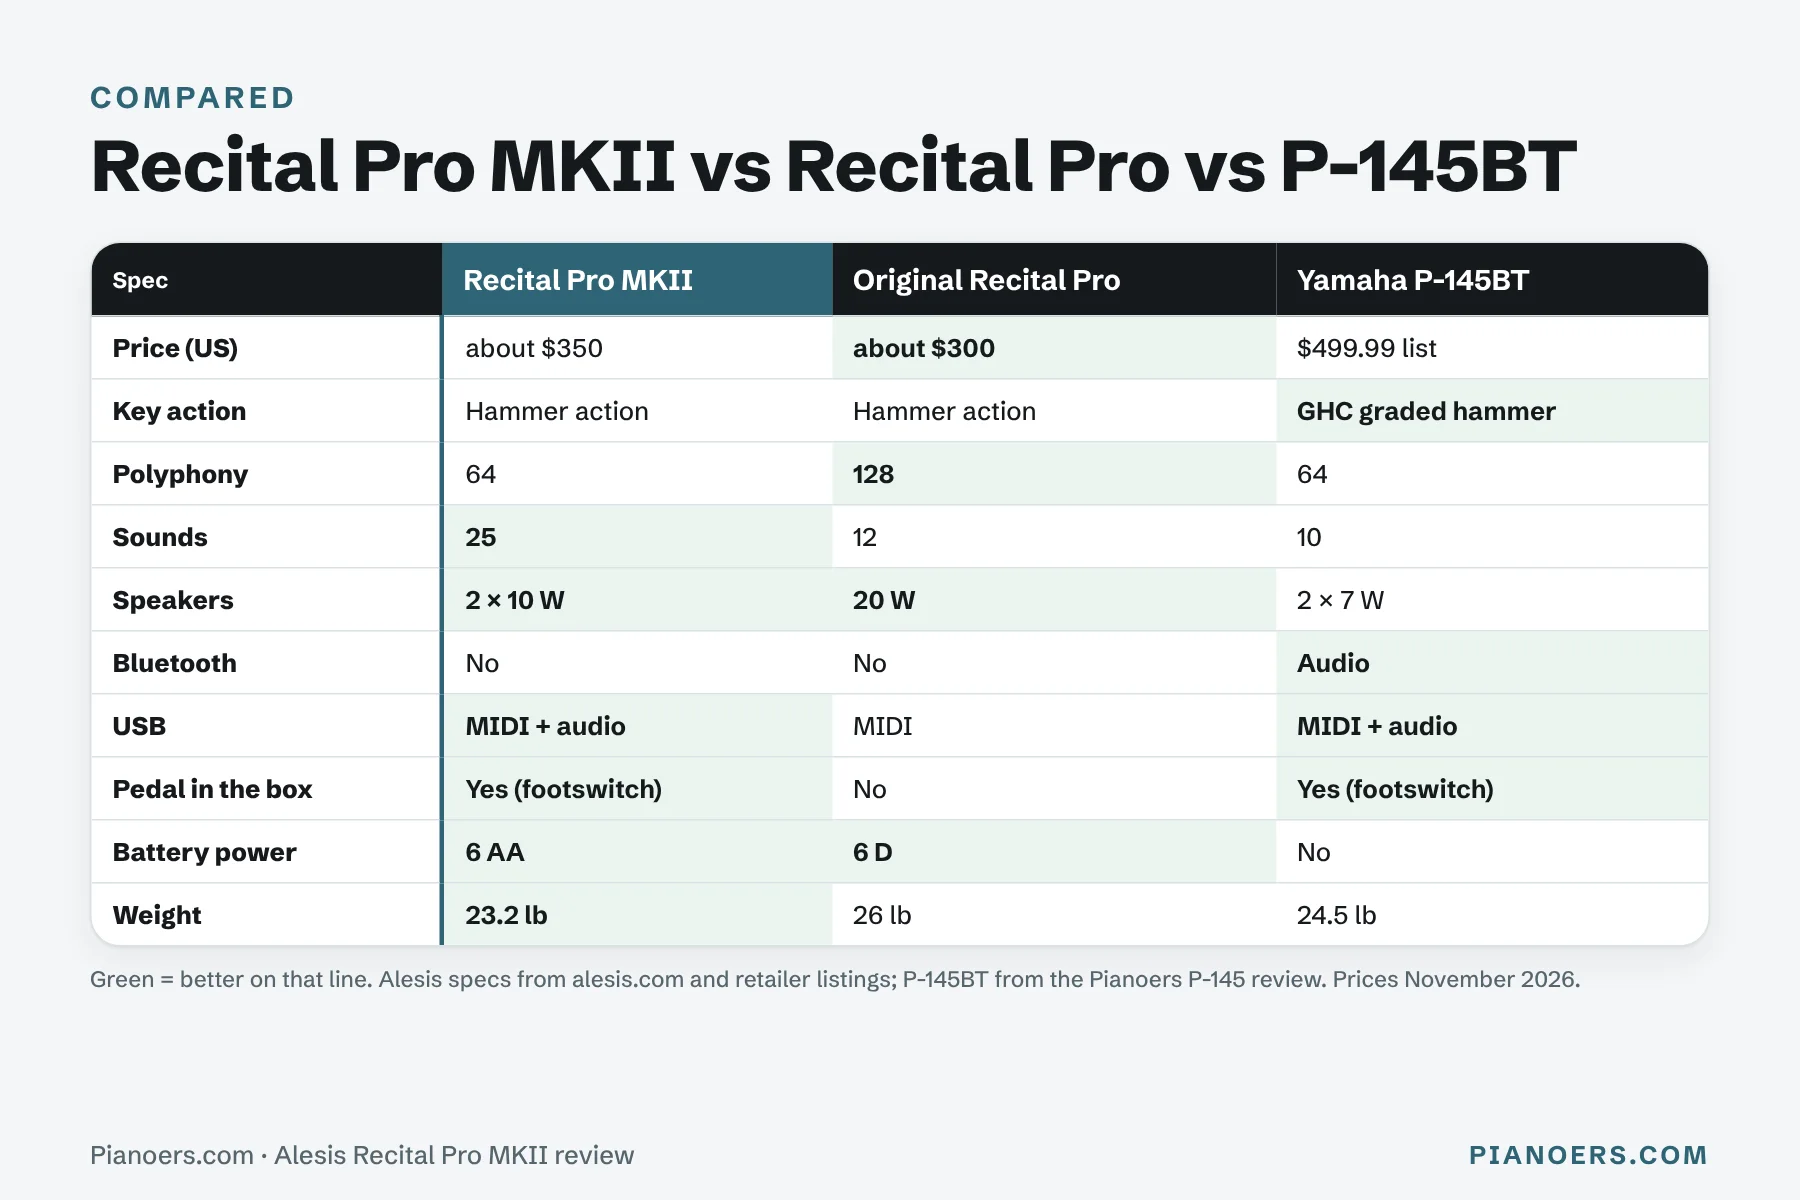 COMPARED
Recital Pro MKII vs Recital Pro vs P-145BT
Spec Recital Pro MKII Original Recital Pro Yamaha P-145BT
Price (US) about $350 about $300 $499.99 list
Key action Hammer action Hammer action GHC graded hammer
Polyphony 64 128 64
Sounds 25 12 10
Speakers 2 × 10 W 20 W 2 × 7 W
Bluetooth No No Audio
USB MIDI + audio MIDI MIDI + audio
Pedal in the box Yes (footswitch) No Yes (footswitch)
Battery power 6 AA 6 D No
Weight 23.2 lb 26 lb 24.5 lb
Green = better on that line. Alesis specs from alesis.com and retailer listings; P-145BT from the Pianoers P-145 review. Prices November 2026.
Pianoers.com · Alesis Recital Pro MKII review PIANOERS.COM